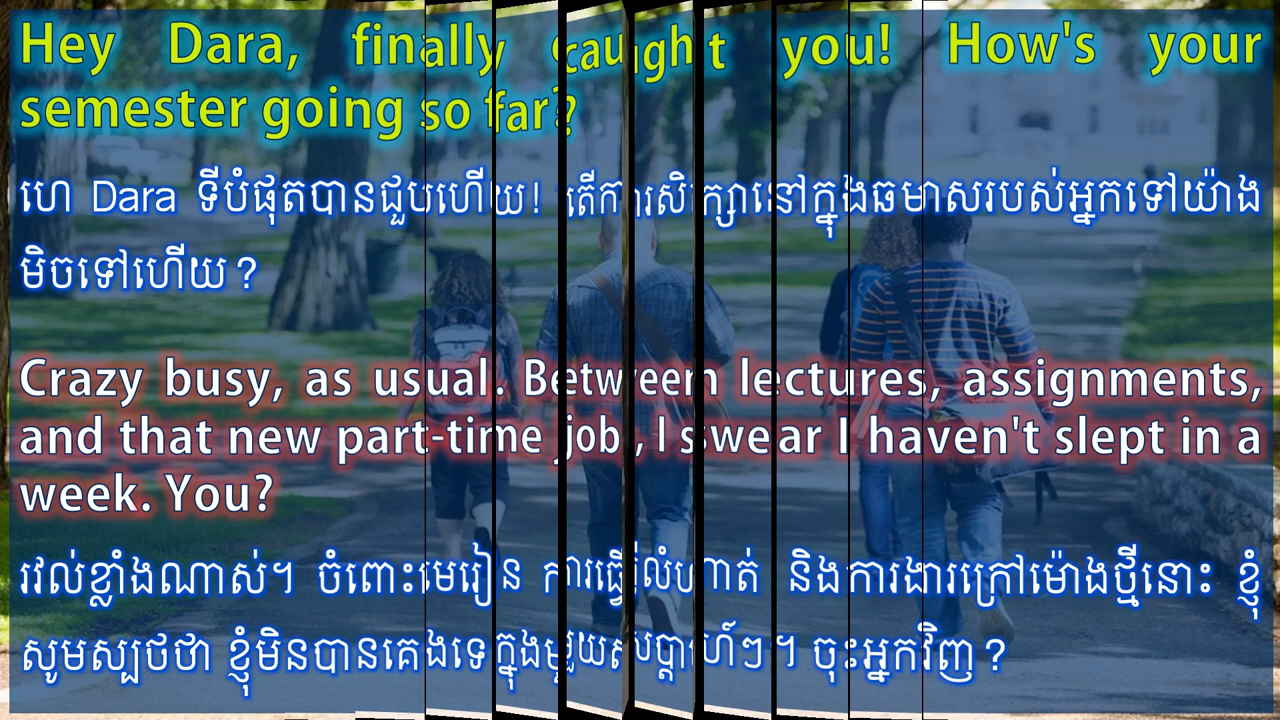 Hey Dara, finally caught you! How's your
semester going so far?
ហេ Dara ទីបំផុតបានជួបហើយ! តើការសិក្សានៅក្នុងឆមាសរបស់អ្នកទៅយ៉ាង
មិចទៅហើយ?
Crazy busy, as usual. Between lectures, assignments,
and that new part-time job, I swear I haven't slept in a
week. You?
រវល់ខ្លាំងណាស់។ ចំពោះមេរៀន ការធ្វើលំហាត់ និងការងារក្រៅម៉ោងថ្មីនោះ ខ្ញុំ
សូមស្បថថា ខ្ញុំមិនបានគេងទេក្នុងមួយសប្តាហ៍ៗ។ ចុះអ្នកវិញ?